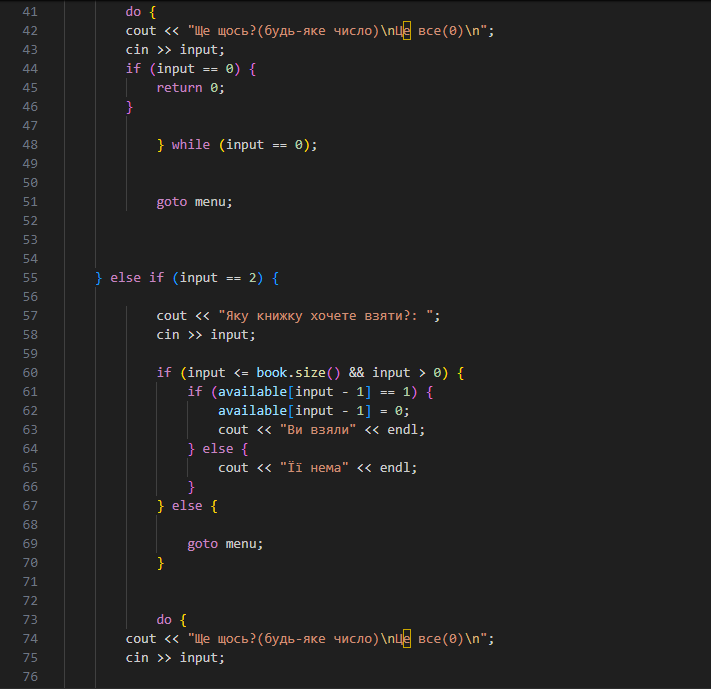 41 do {
42 cout << "Ще щось?(будь-яке число)\nЦе все(0)\n";
43 cin >> input;
44 if (input == 0) {
45 return 0;
46 }
47
48 } while (input == 0);
49
50
51 goto menu;
52
53
54
55 } else if (input == 2) {
56
57 cout << "Яку книжку хочете взяти?: ";
58 cin >> input;
59
60 if (input <= book.size() && input > 0) {
61 if (available[input - 1] == 1) {
62 available[input - 1] = 0;
63 cout << "Ви взяли" << endl;
64 } else {
65 cout << "Її нема" << endl;
66 }
67 } else {
68
69 goto menu;
70 }
71
72
73 do {
74 cout << "Ще щось?(будь-яке число)\nЦе все(0)\n";
75 cin >> input;
76